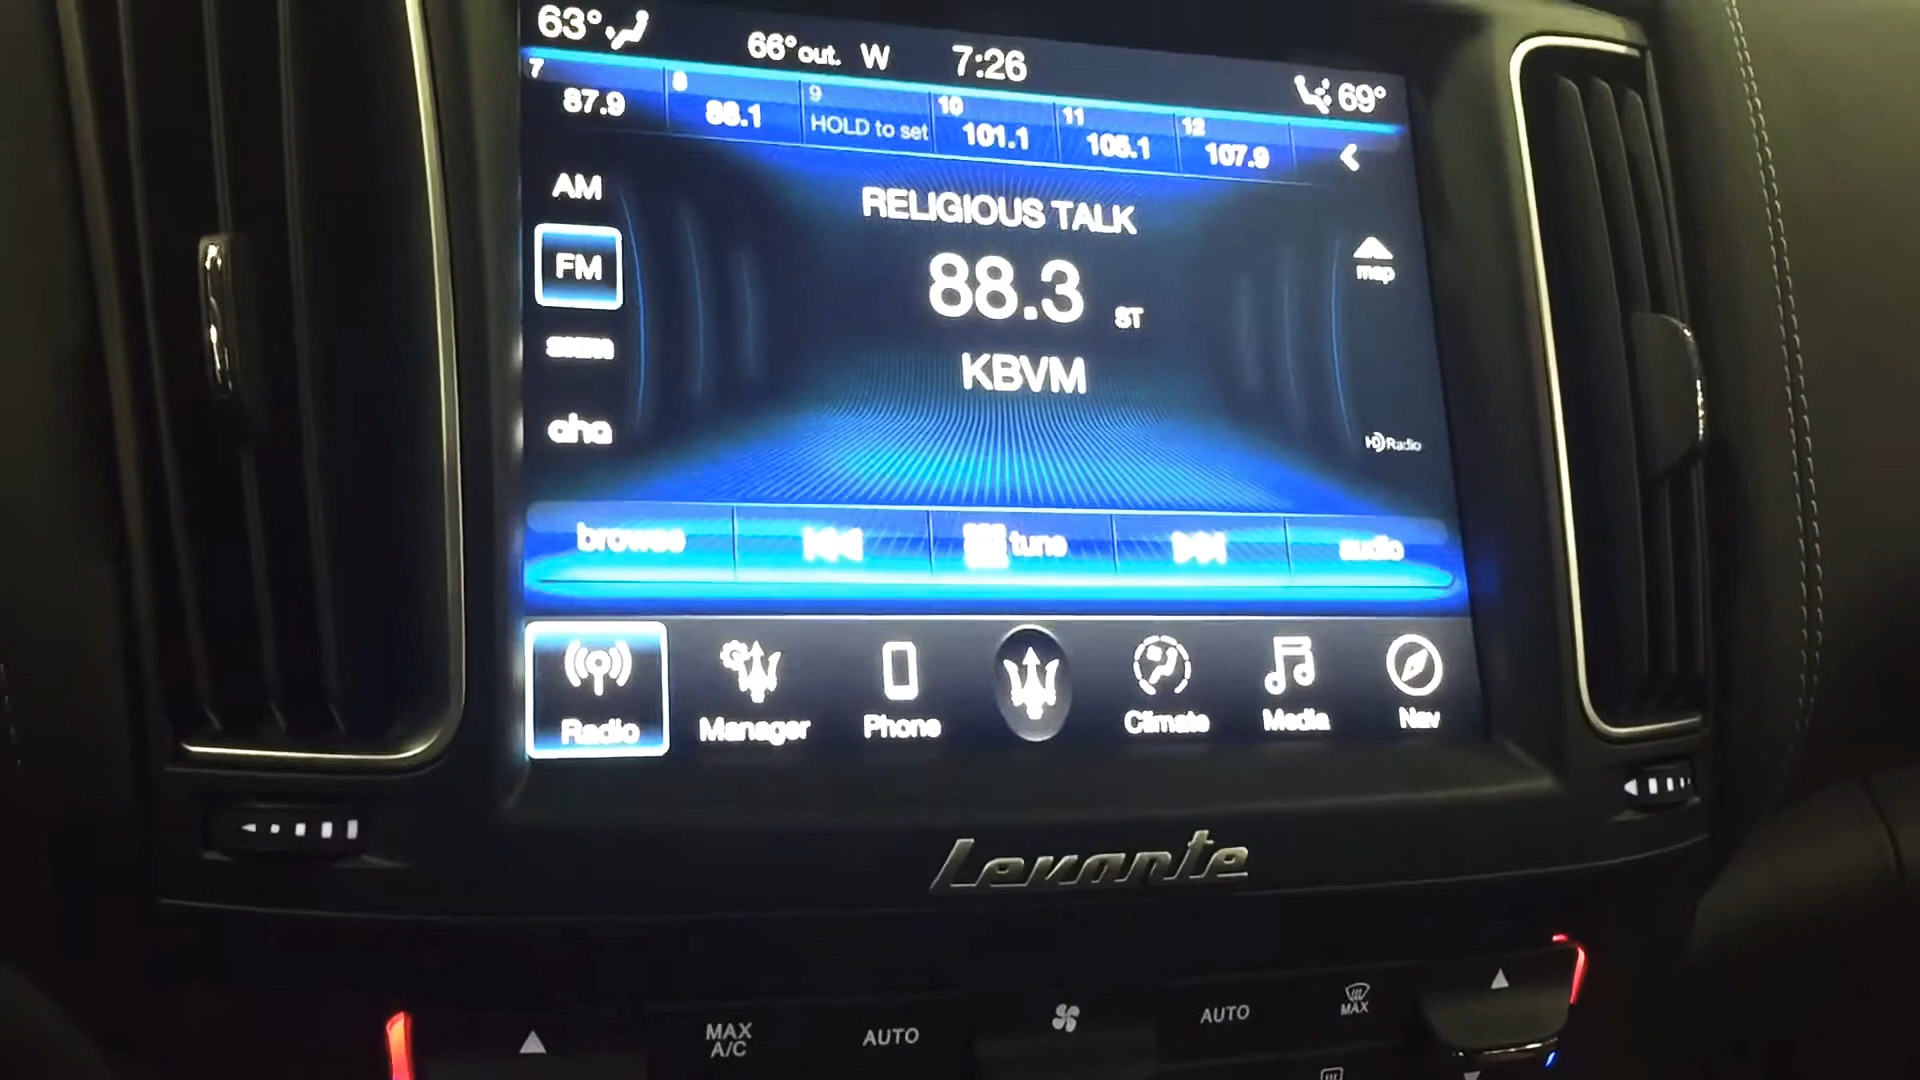 63° 66° out. W 7:26 69°
7 8 9 10 11 12
87.9 88.1 HOLD to set 101.1 105.1 107.9
AM
RELIGIOUS TALK
FM
88.3 ST
map
KBVM
aha
HD Radio
browse tune audio
Radio Manager Phone Climate Media Nav
Levante
MAX A/C
AUTO
AUTO
MAX